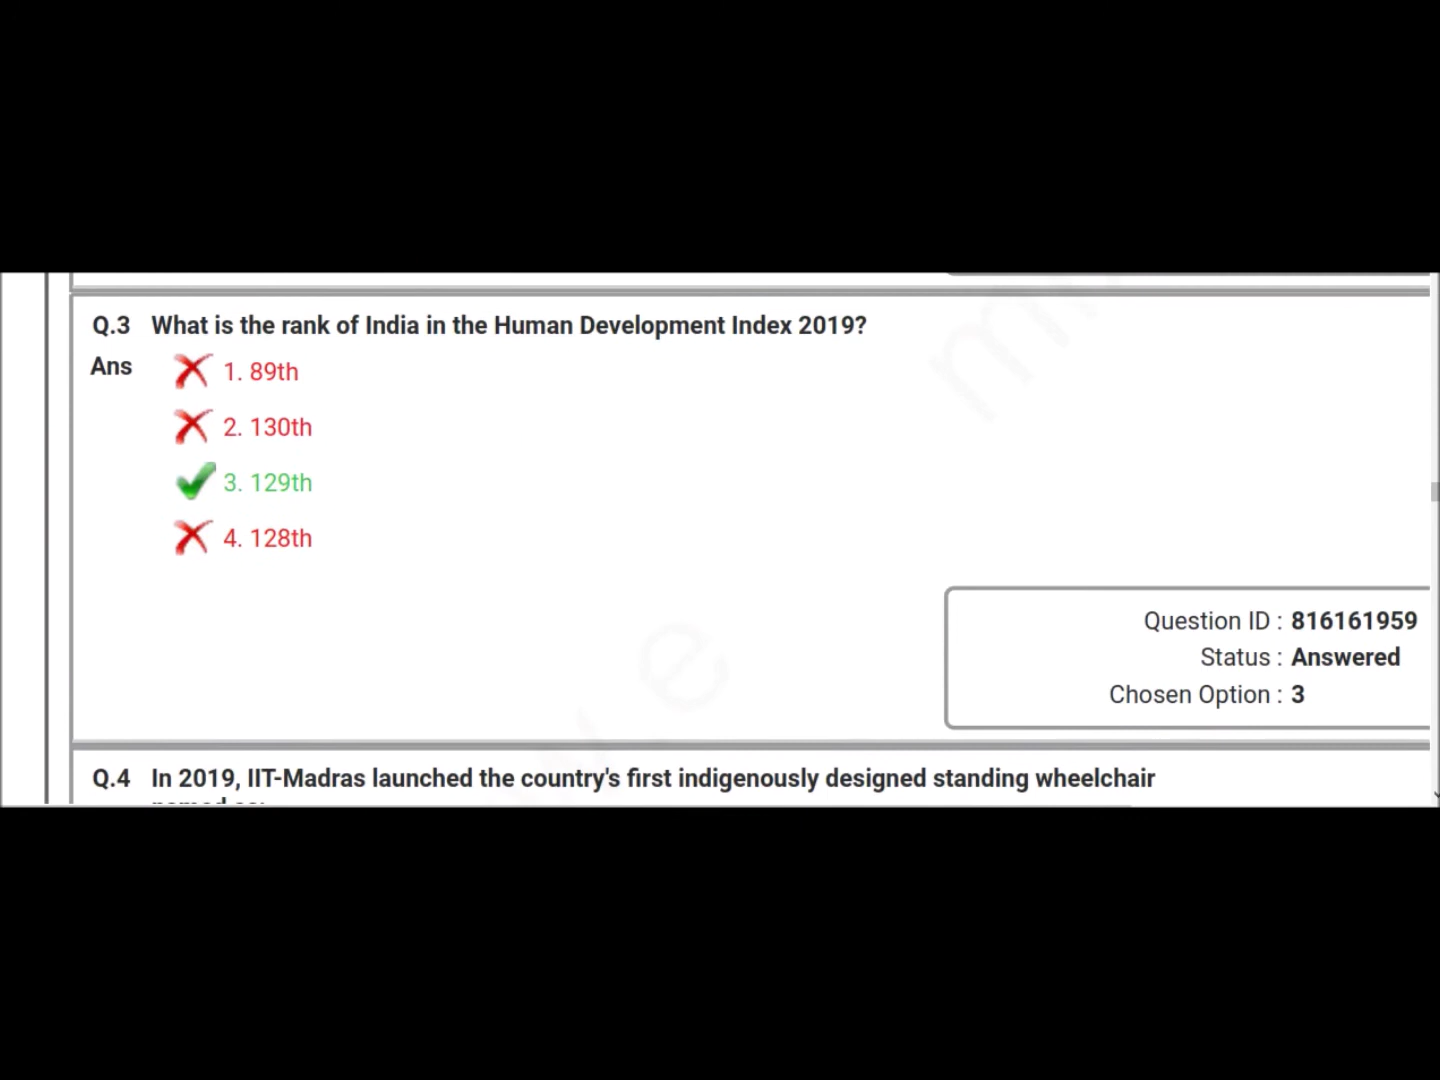 Q.3 What is the rank of India in the Human Development Index 2019?
Ans 1. 89th
2. 130th
3. 129th
4. 128th
Question ID : 816161959
Status : Answered
Chosen Option : 3
Q.4 In 2019, IIT-Madras launched the country's first indigenously designed standing wheelchair